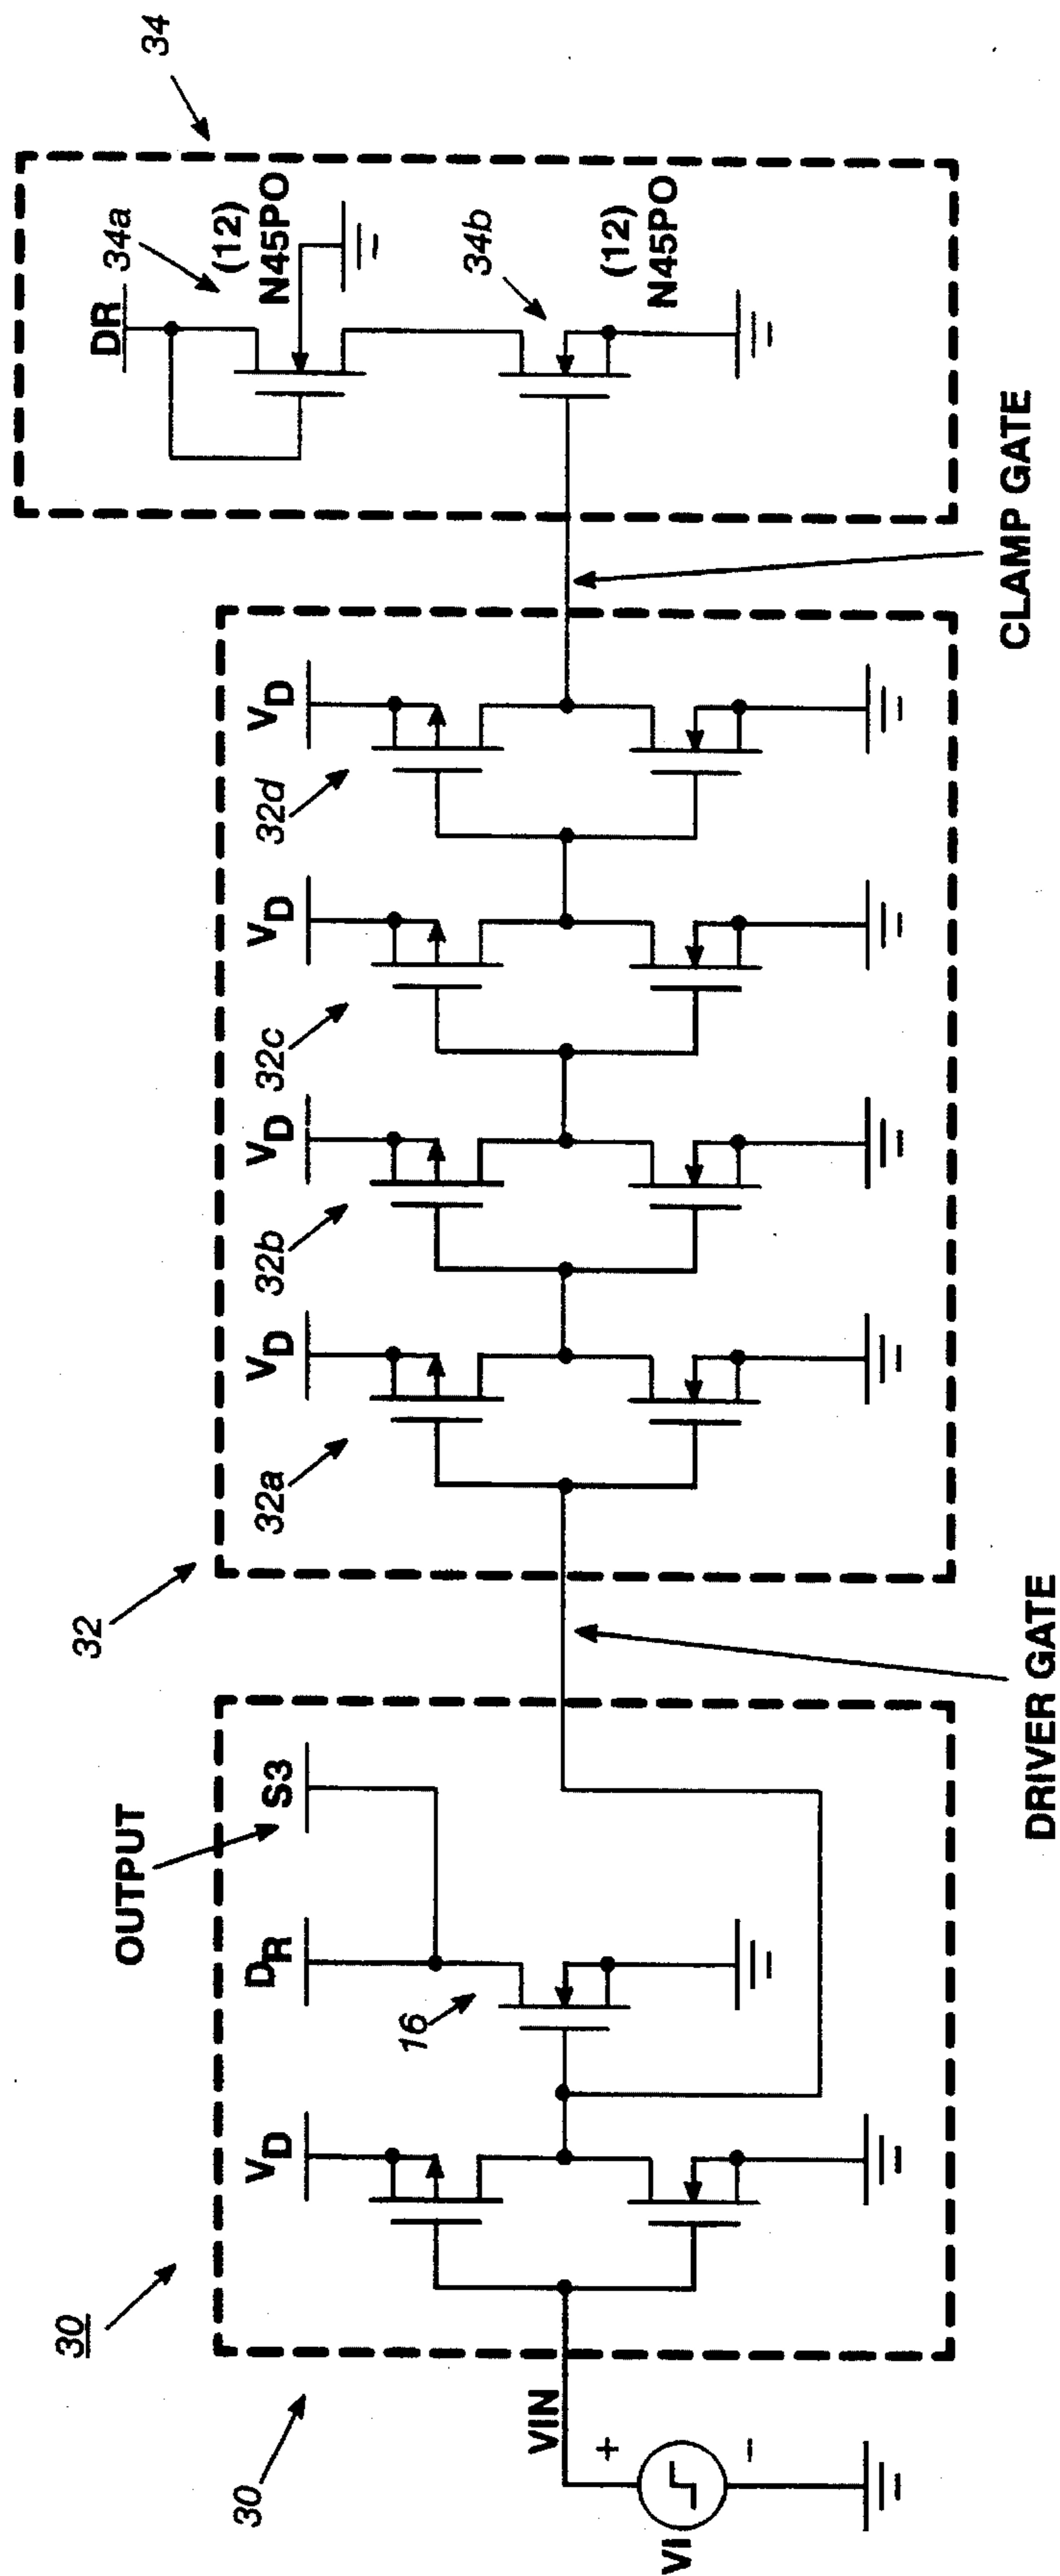 30
30
VIN
VI
+
−
VD
DR
OUTPUT
S3
16
DRIVER GATE
32
32a
VD
32b
VD
32c
VD
32d
VD
CLAMP GATE
34
DR
34a
(12)
N45PO
34b
(12)
N45PO